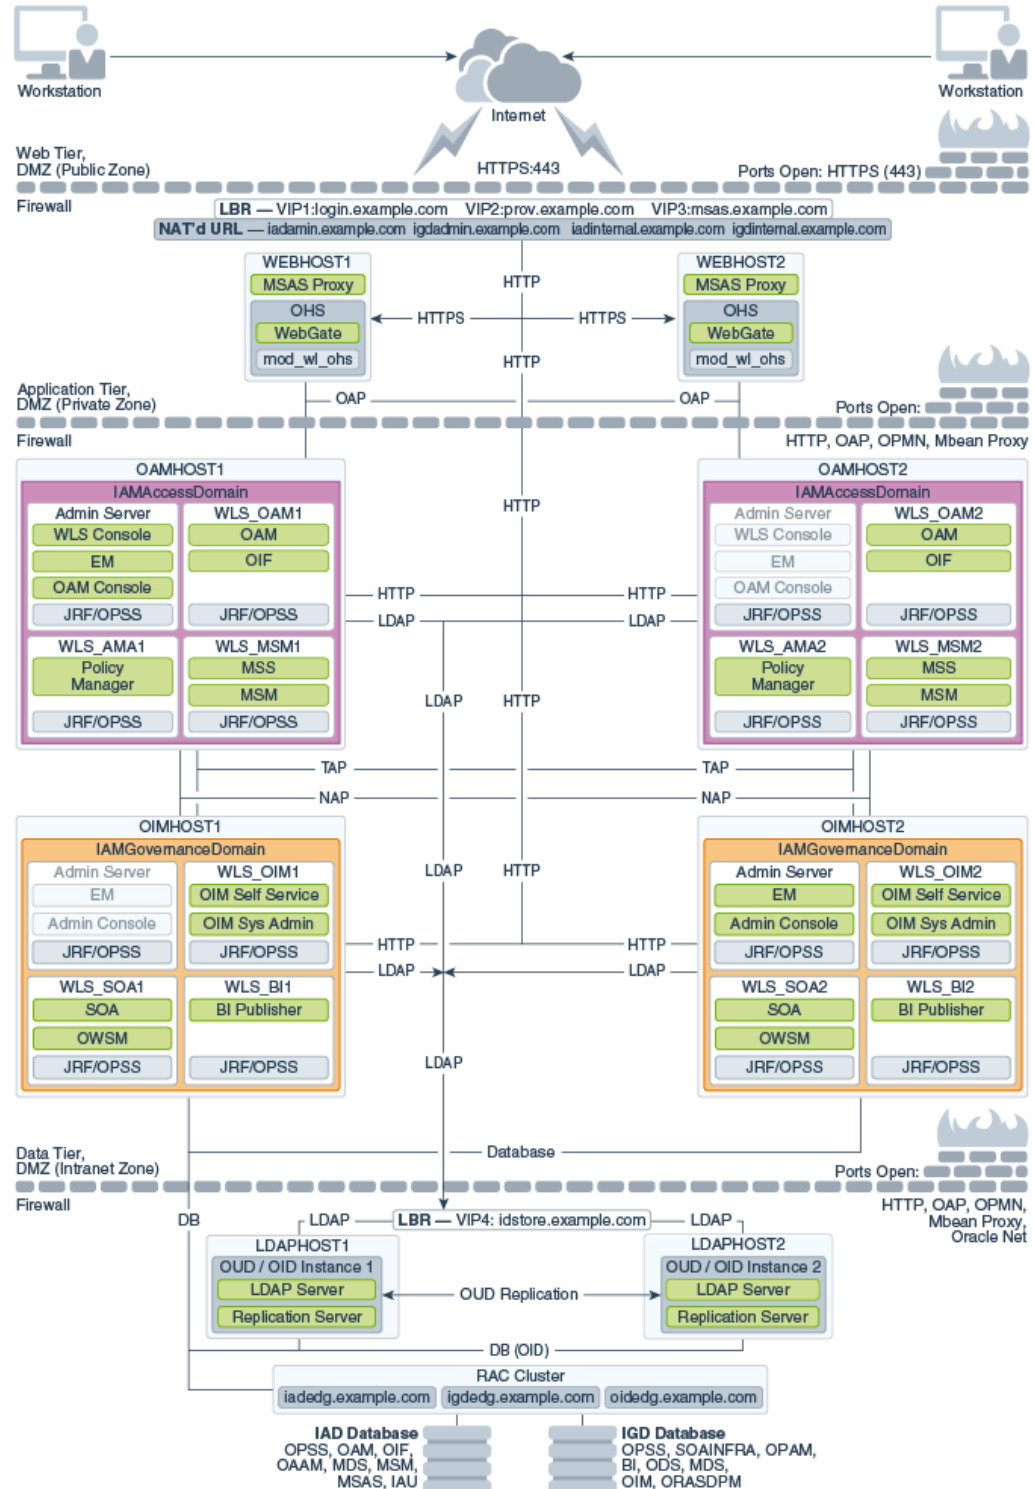 Workstation
Workstation
Internet
Web Tier,
DMZ (Public Zone)
HTTPS:443
Ports Open: HTTPS (443)
Firewall
LBR — VIP1:login.example.com VIP2:prov.example.com VIP3:msas.example.com
NAT'd URL — iadamin.example.com igdadmin.example.com iadinternal.example.com igdinternal.example.com
WEBHOST1
MSAS Proxy
OHS
WebGate
mod_wl_ohs
HTTP
HTTPS
HTTPS
HTTP
WEBHOST2
MSAS Proxy
OHS
WebGate
mod_wl_ohs
Application Tier,
DMZ (Private Zone)
OAP
OAP
Ports Open:
Firewall
HTTP, OAP, OPMN, Mbean Proxy
OAMHOST1
IAMAccessDomain
Admin Server
WLS Console
EM
OAM Console
JRF/OPSS
WLS_OAM1
OAM
OIF
JRF/OPSS
WLS_AMA1
Policy
Manager
JRF/OPSS
WLS_MSM1
MSS
MSM
JRF/OPSS
HTTP
HTTP
HTTP
LDAP
LDAP
LDAP
HTTP
OAMHOST2
IAMAccessDomain
Admin Server
WLS Console
EM
OAM Console
JRF/OPSS
WLS_OAM2
OAM
OIF
JRF/OPSS
WLS_AMA2
Policy
Manager
JRF/OPSS
WLS_MSM2
MSS
MSM
JRF/OPSS
TAP
TAP
NAP
NAP
OIMHOST1
IAMGovernanceDomain
Admin Server
EM
Admin Console
JRF/OPSS
WLS_OIM1
OIM Self Service
OIM Sys Admin
JRF/OPSS
WLS_SOA1
SOA
OWSM
JRF/OPSS
WLS_BI1
BI Publisher
JRF/OPSS
LDAP
HTTP
HTTP
HTTP
LDAP
LDAP
LDAP
OIMHOST2
IAMGovernanceDomain
Admin Server
EM
Admin Console
JRF/OPSS
WLS_OIM2
OIM Self Service
OIM Sys Admin
JRF/OPSS
WLS_SOA2
SOA
OWSM
JRF/OPSS
WLS_BI2
BI Publisher
JRF/OPSS
Data Tier,
DMZ (Intranet Zone)
Database
Ports Open:
Firewall
HTTP, OAP, OPMN,
Mbean Proxy,
Oracle Net
DB
LDAP
LBR — VIP4: idstore.example.com
LDAP
LDAPHOST1
OUD / OID Instance 1
LDAP Server
Replication Server
OUD Replication
LDAPHOST2
OUD / OID Instance 2
LDAP Server
Replication Server
DB (OID)
RAC Cluster
iadedg.example.com
igdedg.example.com
oidedg.example.com
IAD Database
OPSS, OAM, OIF,
OAAM, MDS, MSM,
MSAS, IAU
IGD Database
OPSS, SOAINFRA, OPAM,
BI, ODS, MDS,
OIM, ORASDPM